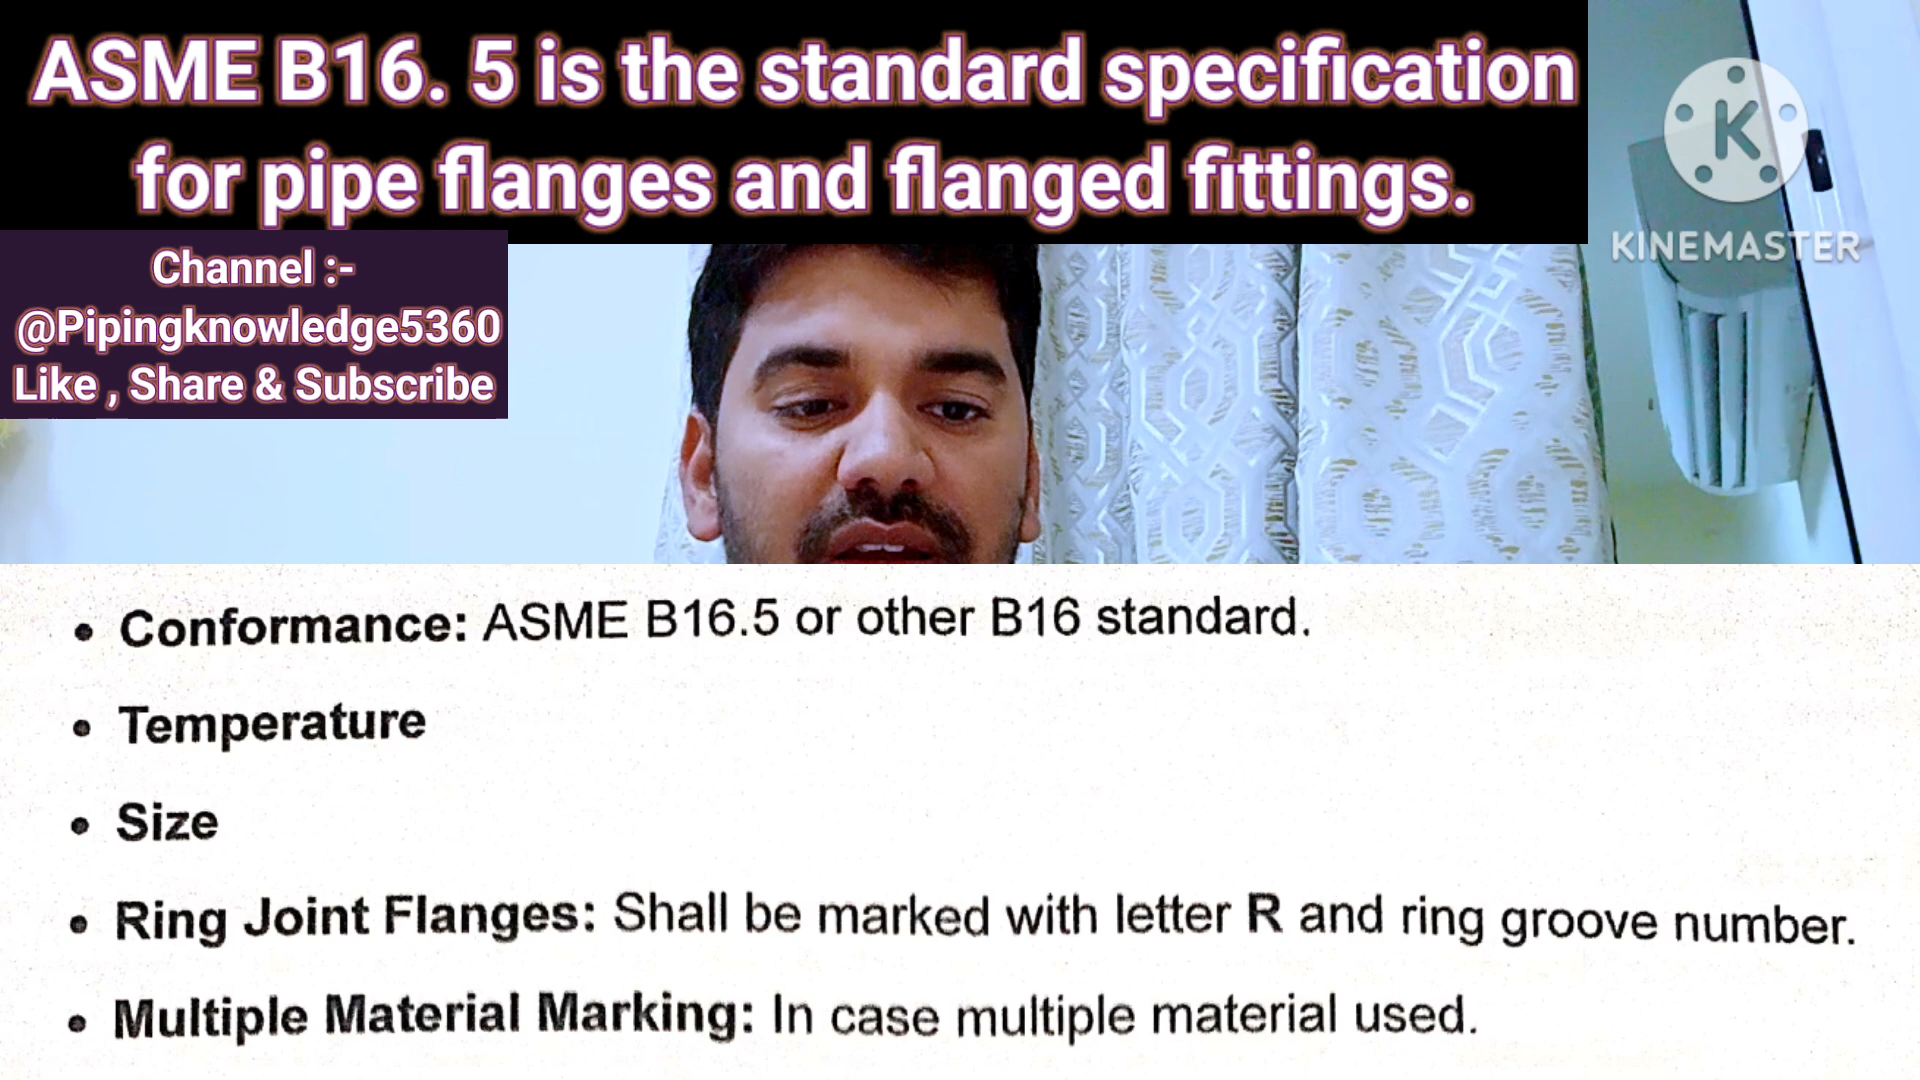 ASME B16. 5 is the standard specification
for pipe flanges and flanged fittings.
K
KINEMASTER
Channel :-
@Pipingknowledge5360
Like , Share & Subscribe
• Conformance: ASME B16.5 or other B16 standard.
• Temperature
• Size
• Ring Joint Flanges: Shall be marked with letter R and ring groove number.
• Multiple Material Marking: In case multiple material used.